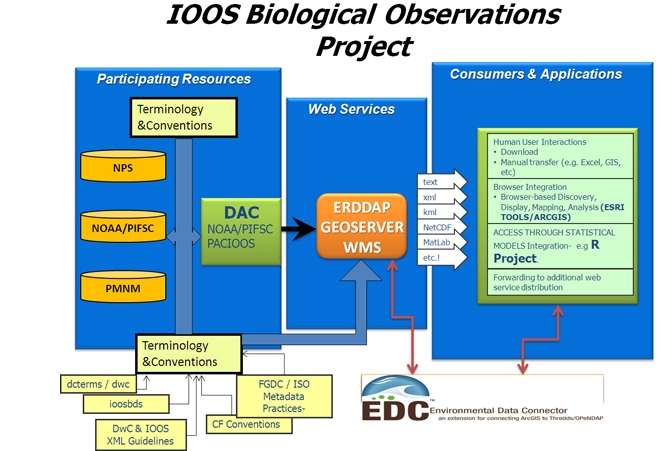 IOOS Biological Observations
Project
Participating Resources
Terminology
&Conventions
NPS
NOAA/PIFSC
PMNM
DAC
NOAA/PIFSC
PACIOOS
Terminology
&Conventions
dcterms / dwc
ioosbds
DwC & IOOS
XML Guidelines
CF Conventions
FGDC / ISO
Metadata
Practices-
Web Services
ERDDAP
GEOSERVER
WMS
text
xml
kml
NetCDF
MatLab
etc.!
Consumers & Applications
Human User Interactions
• Download
• Manual transfer (e.g. Excel, GIS,
etc)
Browser Integration
• Browser-based Discovery,
Display, Mapping, Analysis (ESRI
TOOLS/ARCGIS)
ACCESS THROUGH STATISTICAL
MODELS Integration- e.g R
Project.
Forwarding to additional web
service distribution
EDC Environmental Data Connector
an extension for connecting ArcGIS to Thredds/OPeNDAP